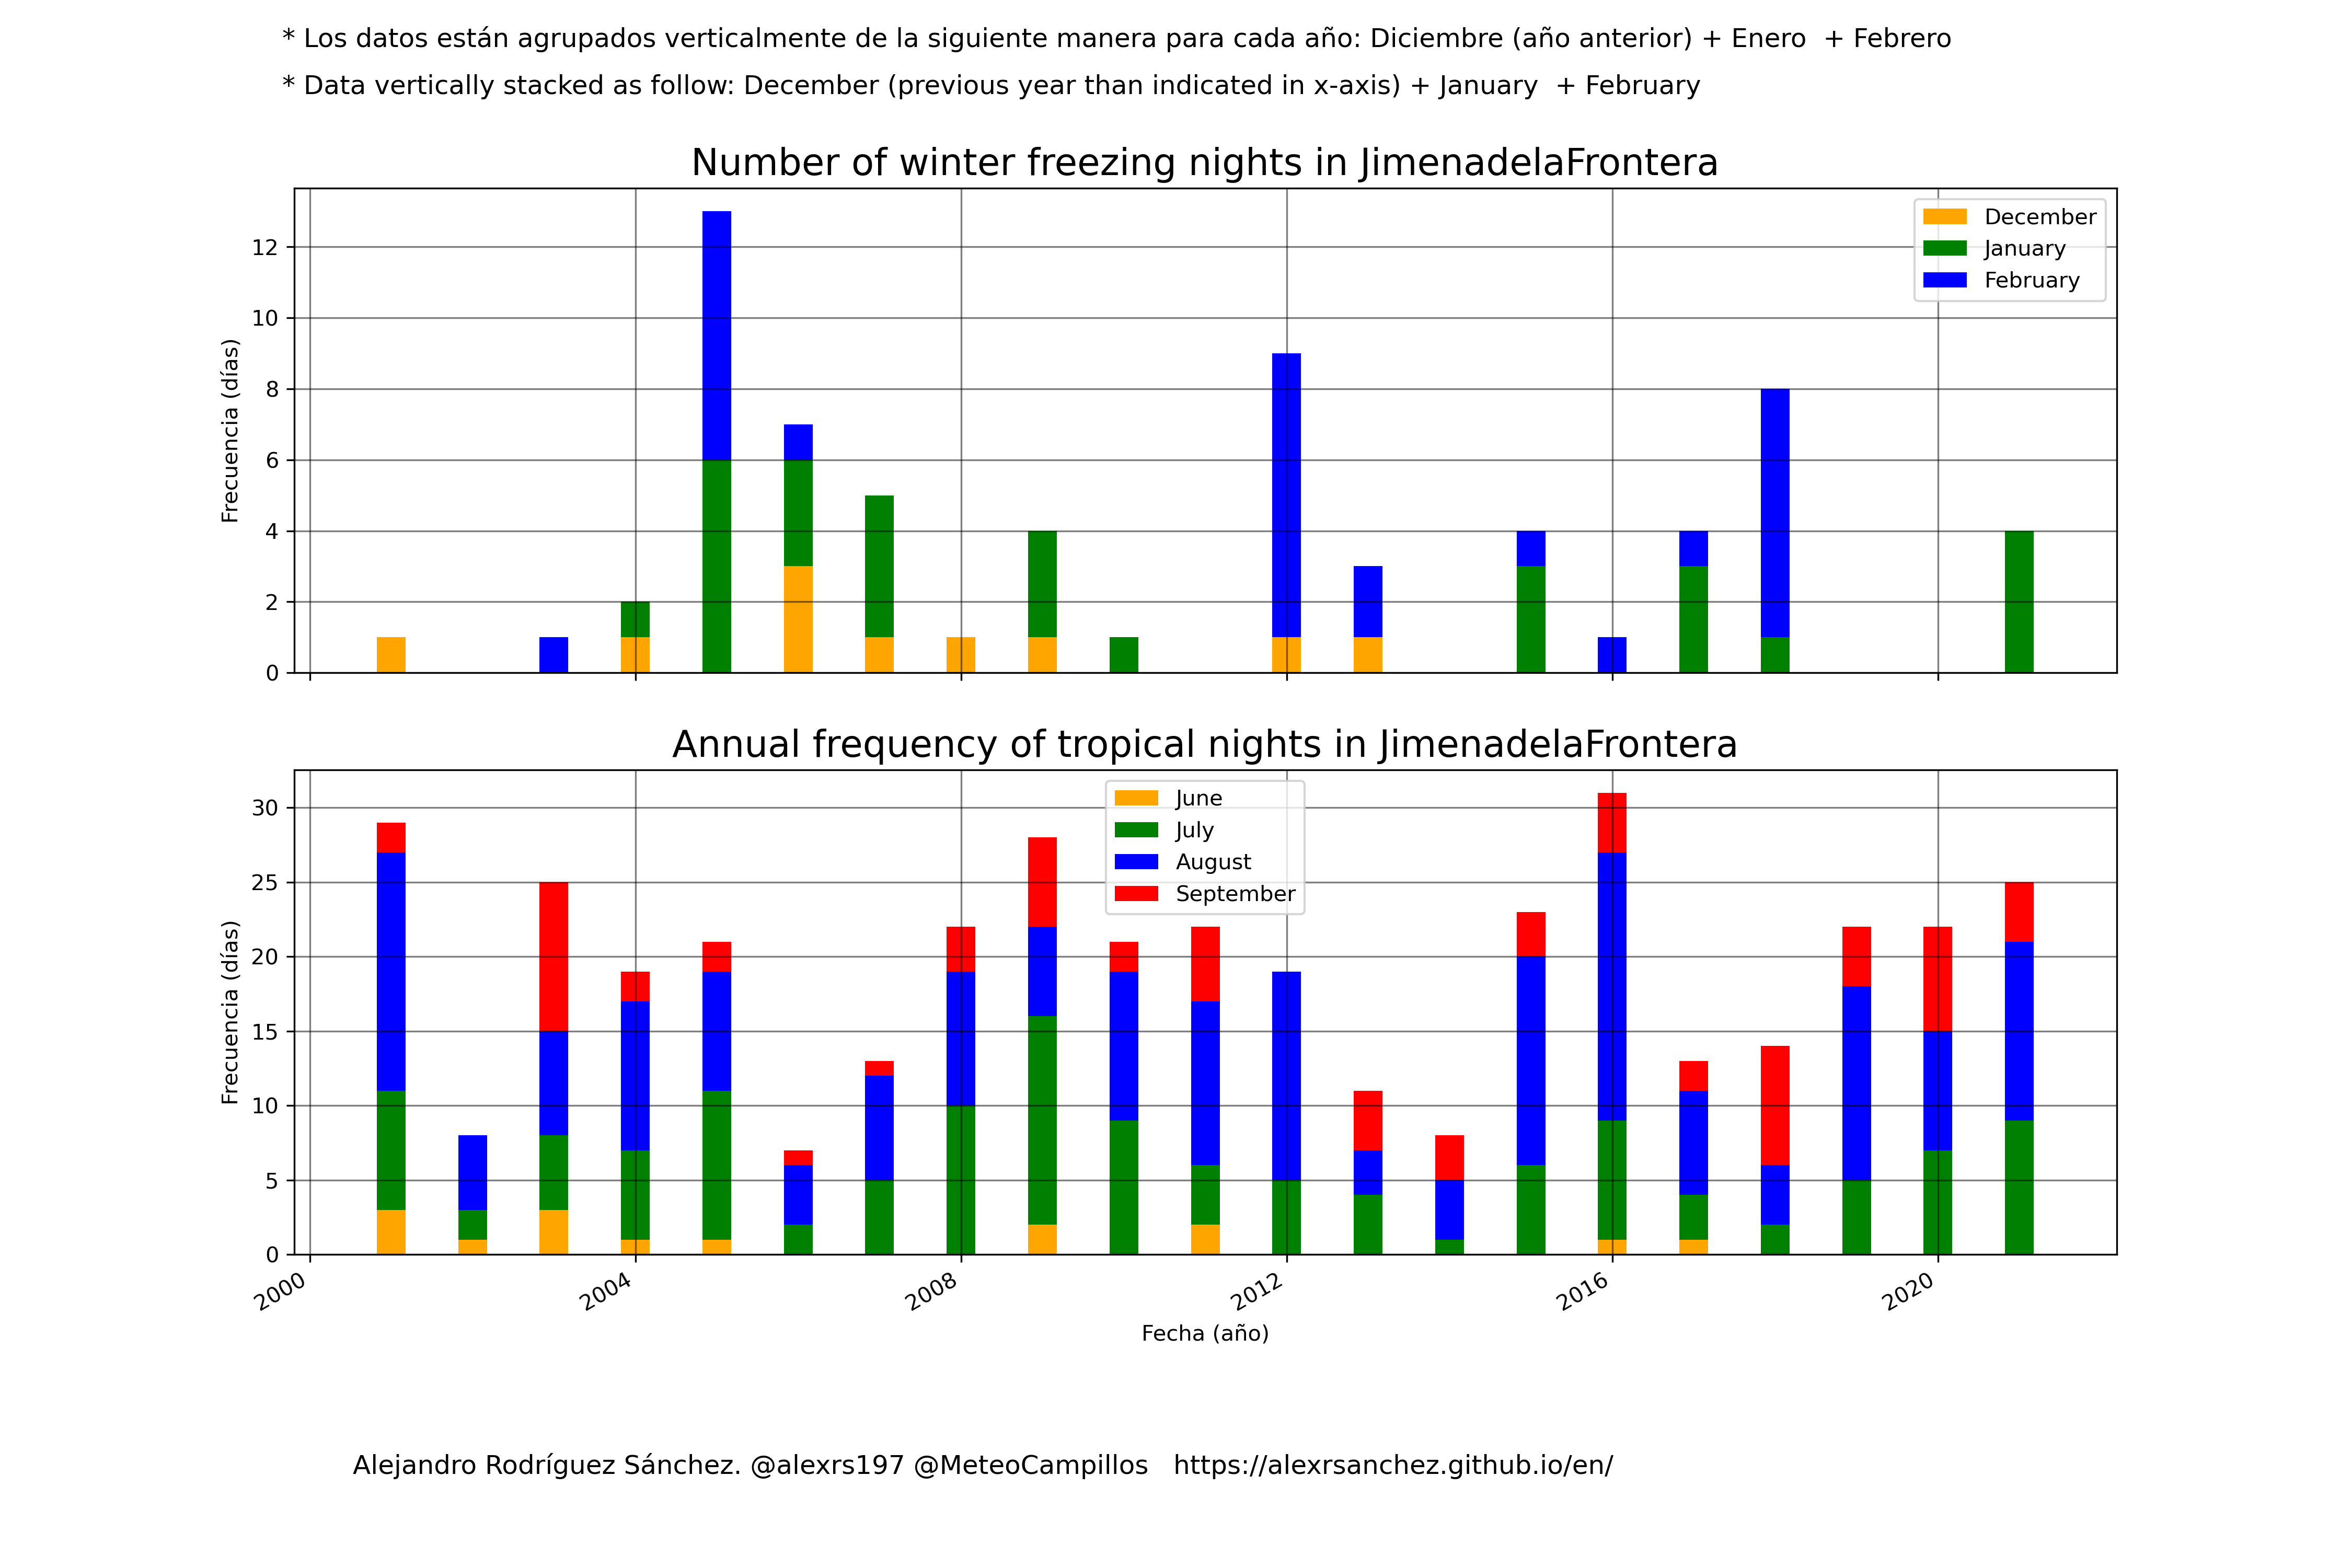 * Los datos están agrupados verticalmente de la siguiente manera para cada año: Diciembre (año anterior) + Enero  + Febrero
* Data vertically stacked as follow: December (previous year than indicated in x-axis) + January  + February
Number of winter freezing nights in JimenadelaFrontera
Frecuencia (días)
12
10
8
6
4
2
0
December
January
February
Annual frequency of tropical nights in JimenadelaFrontera
Frecuencia (días)
30
25
20
15
10
5
0
June
July
August
September
2000 2004 2008 2012 2016 2020
Fecha (año)
Alejandro Rodríguez Sánchez. @alexrs197 @MeteoCampillos   https://alexrsanchez.github.io/en/